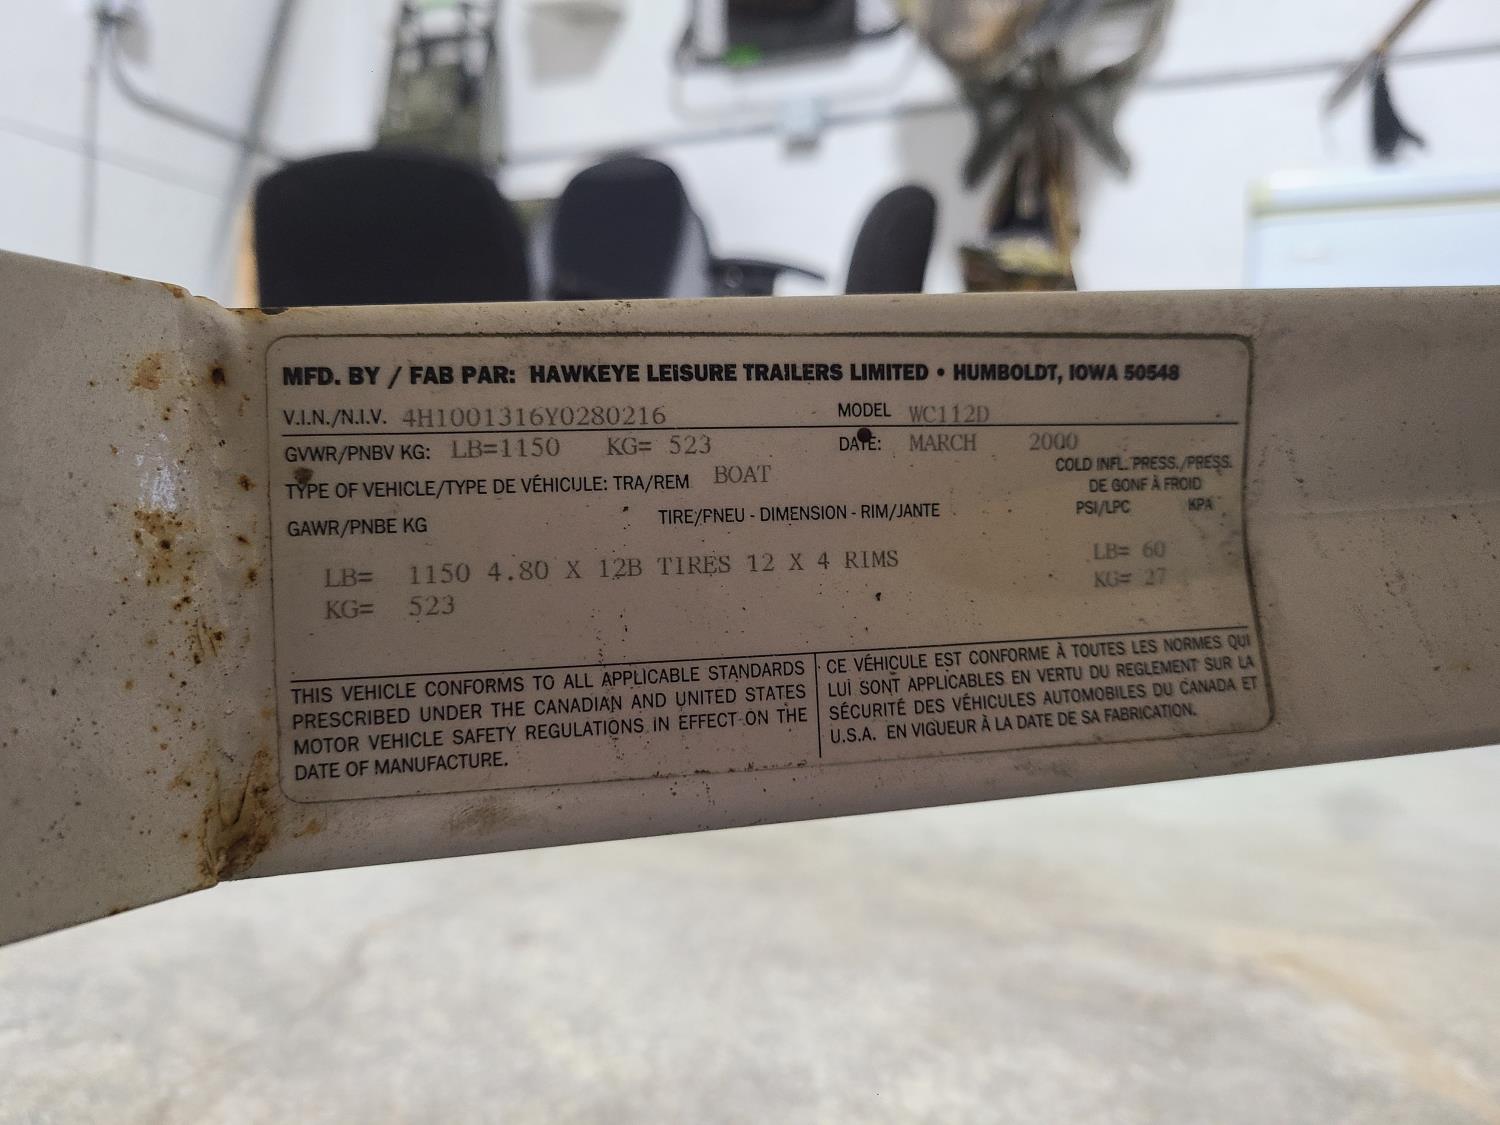 MFD. BY / FAB PAR: HAWKEYE LEISURE TRAILERS LIMITED • HUMBOLDT, IOWA 50548
V.I.N./N.I.V. 4H1001316Y0280216 MODEL WC112D
GVWR/PNBV KG: LB=1150 KG= 523 DATE: MARCH 2000
TYPE OF VEHICLE/TYPE DE VÉHICULE: TRA/REM BOAT
COLD INFL. PRESS./PRESS.
DE GONF À FROID
PSI/LPC KPA
GAWR/PNBE KG TIRE/PNEU - DIMENSION - RIM/JANTE
LB= 1150 4.80 X 12B TIRES 12 X 4 RIMS LB= 60
KG= 523 KG= 27
THIS VEHICLE CONFORMS TO ALL APPLICABLE STANDARDS
PRESCRIBED UNDER THE CANADIAN AND UNITED STATES
MOTOR VEHICLE SAFETY REGULATIONS IN EFFECT ON THE
DATE OF MANUFACTURE.
CE VÉHICULE EST CONFORME À TOUTES LES NORMES QUI
LUI SONT APPLICABLES EN VERTU DU REGLEMENT SUR LA
SÉCURITÉ DES VÉHICULES AUTOMOBILES DU CANADA ET
U.S.A. EN VIGUEUR À LA DATE DE SA FABRICATION.